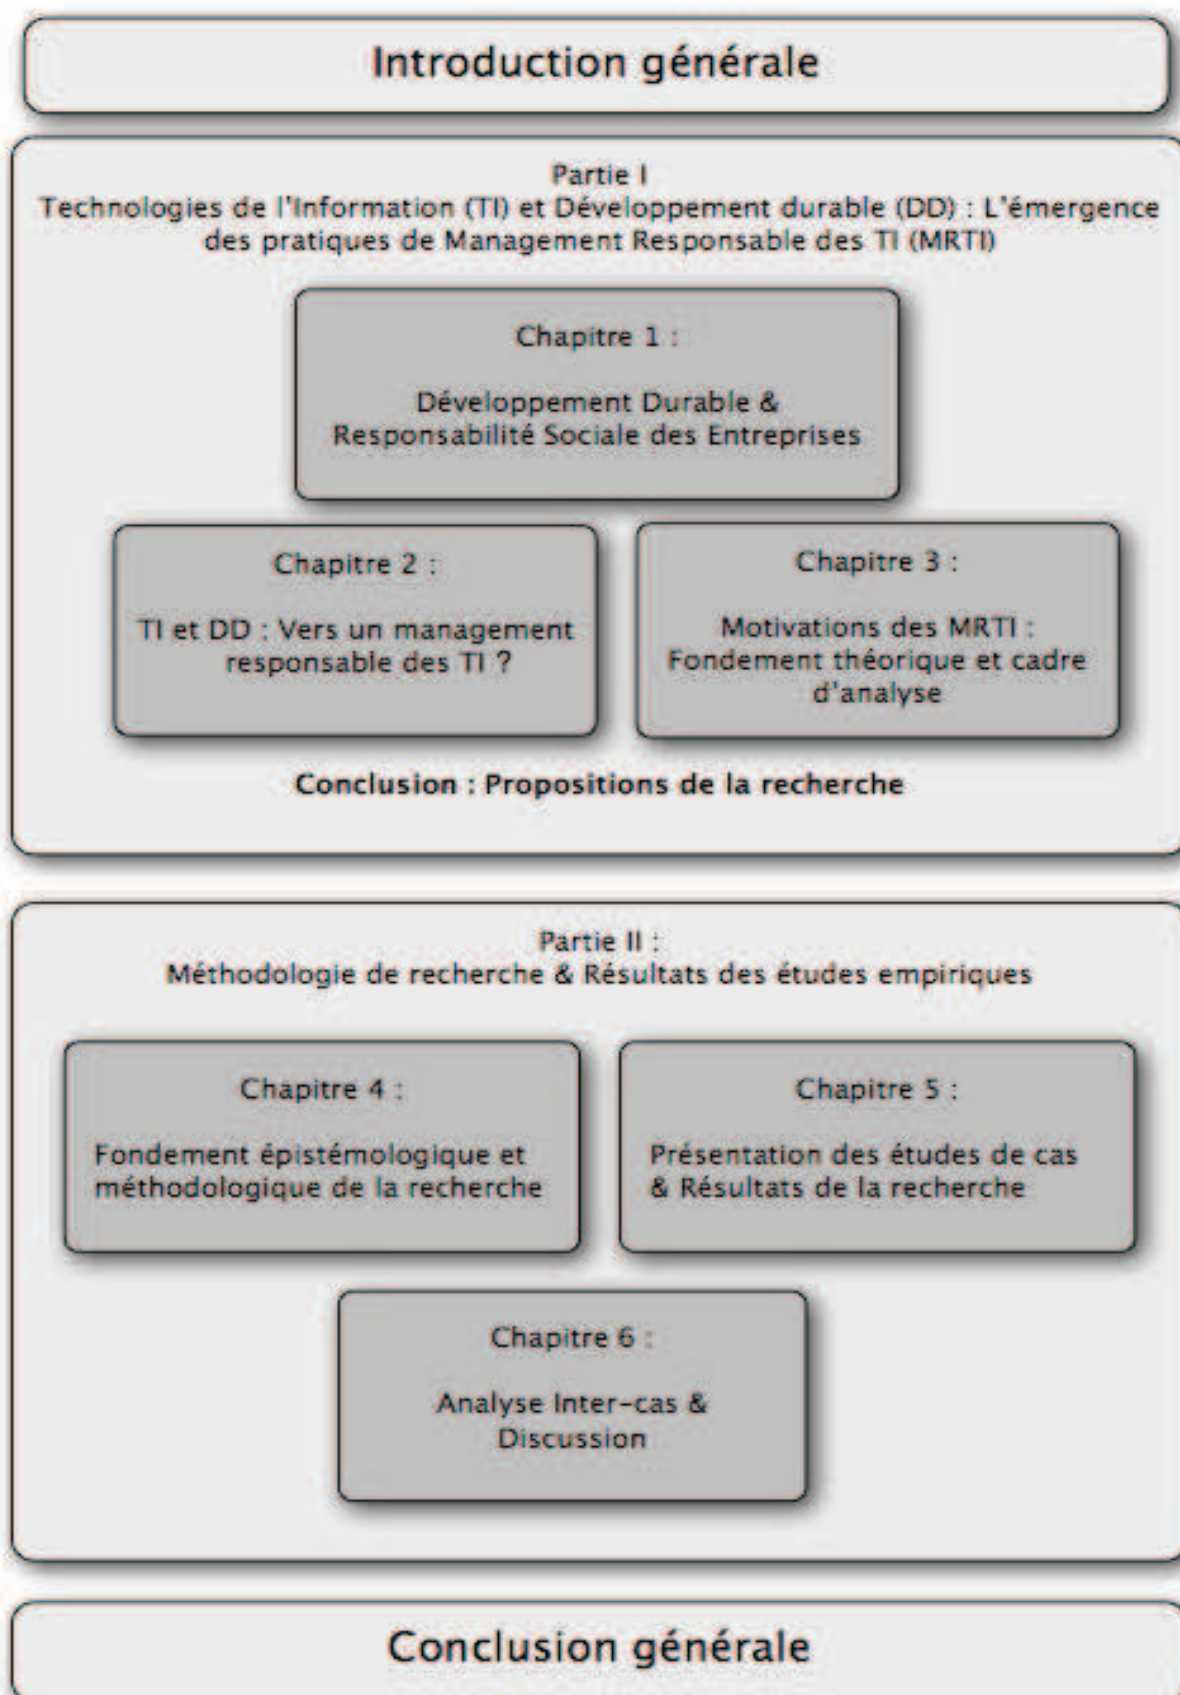 Introduction générale
Partie I
Technologies de l'Information (TI) et Développement durable (DD) : L'émergence
des pratiques de Management Responsable des TI (MRTI)
Chapitre 1 :
Développement Durable &
Responsabilité Sociale des Entreprises
Chapitre 2 :
TI et DD : Vers un management
responsable des TI ?
Chapitre 3 :
Motivations des MRTI :
Fondement théorique et cadre
d'analyse
Conclusion : Propositions de la recherche
Partie II :
Méthodologie de recherche & Résultats des études empiriques
Chapitre 4 :
Fondement épistémologique et
méthodologique de la recherche
Chapitre 5 :
Présentation des études de cas
& Résultats de la recherche
Chapitre 6 :
Analyse Inter-cas &
Discussion
Conclusion générale